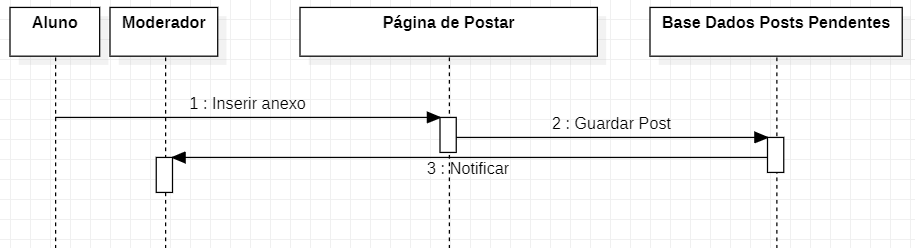 Aluno
Moderador
Página de Postar
Base Dados Posts Pendentes
1 : Inserir anexo
2 : Guardar Post
3 : Notificar